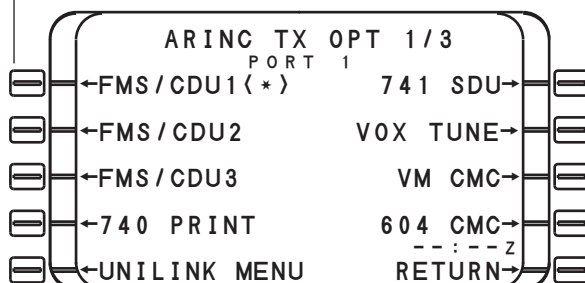 ARINC TX OPT 1/3
PORT 1
←FMS/CDU1(*) 741 SDU→
←FMS/CDU2 VOX TUNE→
←FMS/CDU3 VM CMC→
←740 PRINT 604 CMC→
--:--Z
←UNILINK MENU RETURN→